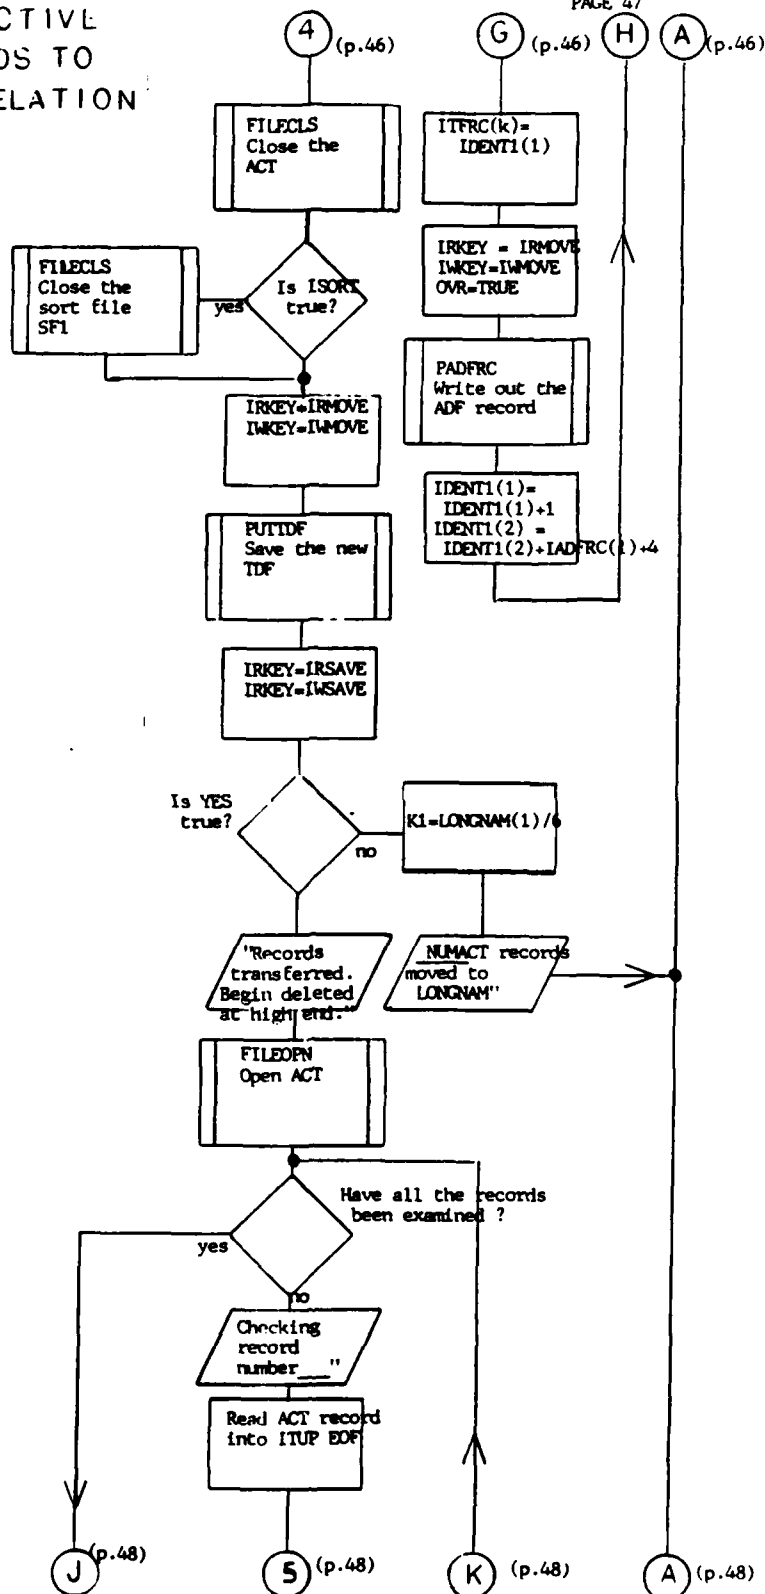 PAGE 47
CTIVE
DS TO
ELATION
4
(p.46)
G
(p.46)
H
A
(p.46)
FILECLS
Close the
ACT
ITFRC(k)=
IDENT1(1)
FILECLS
Close the
sort file
SF1
Is ISORT
true?
yes
IRKEY = IRMOVE
IWKEY=IWMOVE
OVR=TRUE
PADFRC
Write out the
ADF record
IRKEY=IRMOVE
IWKEY=IWMOVE
IDENT1(1)=
IDENT1(1)+1
IDENT1(2) =
IDENT1(2)+IADFRC(1)+4
PUTTDF
Save the new
TDF
IRKEY=IRSAVE
IRKEY=IWSAVE
Is YES
true?
no
K1=LONGNAM(1)/6
"Records
transferred.
Begin deleted
at high end."
NUMACT records
moved to
LONGNAM"
FILEOPN
Open ACT
Have all the records
been examined ?
yes
no
Checking
record
number___"
Read ACT record
into ITUP EOF
J
(p.48)
5
(p.48)
K
(p.48)
A
(p.48)